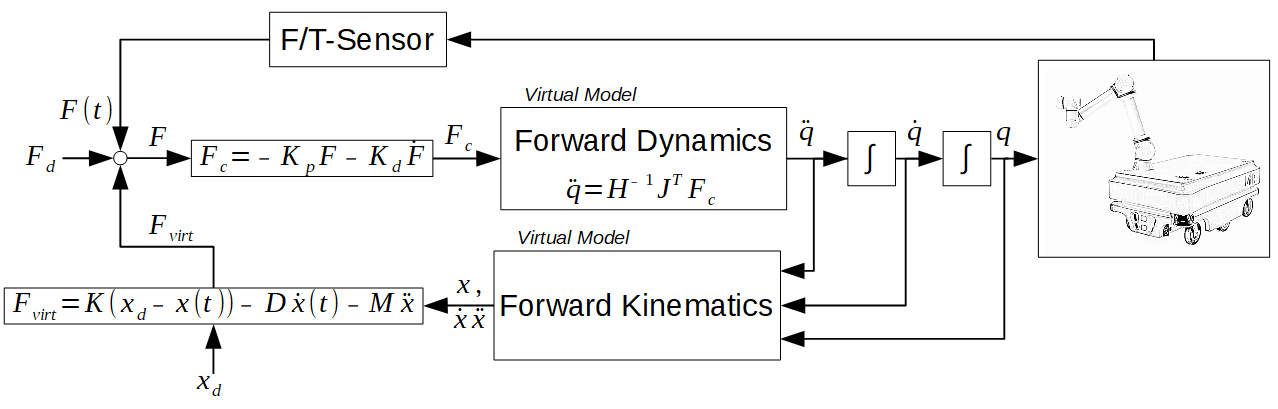 F/T-Sensor
F(t)
F_d
F
F_c = - K_p F - K_d Ḟ
F_c
Virtual Model
Forward Dynamics
q̈ = H^{-1} J^T F_c
q̈
∫
q̇
∫
q
F_virt
Virtual Model
Forward Kinematics
x ,
ẋ ẍ
F_virt = K(x_d - x(t)) - D ẋ(t) - M ẍ
x_d